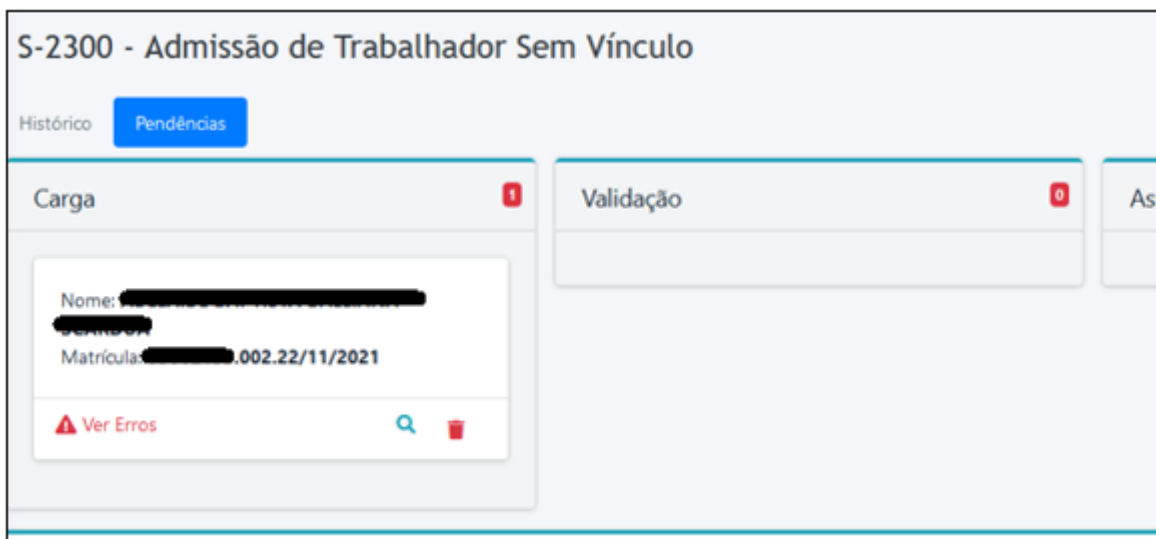 S-2300 - Admissão de Trabalhador Sem Vínculo
Histórico
Pendências
Carga
1
Validação
0
As
Nome:
Matrícula: .002.22/11/2021
Ver Erros